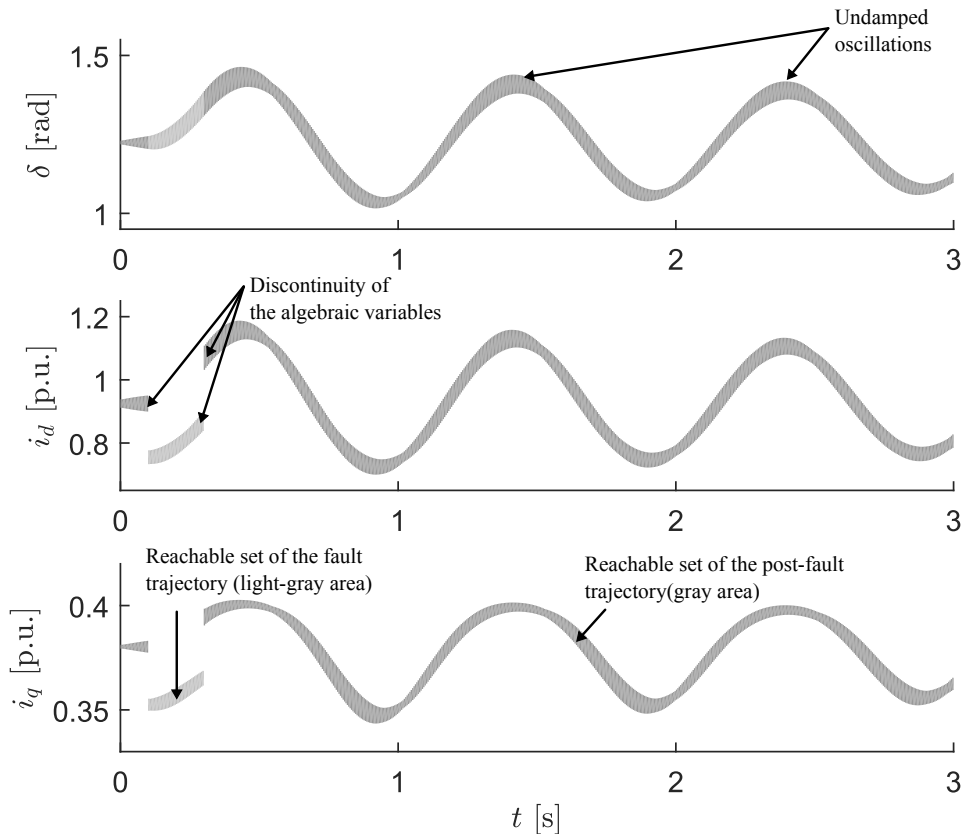 Undamped
oscillations
1.5
1
δ [rad]
0
1
2
3
Discontinuity of
the algebraic variables
1.2
1
0.8
i_d [p.u.]
0
1
2
3
Reachable set of the fault
trajectory (light-gray area)
Reachable set of the post-fault
trajectory(gray area)
0.4
0.35
i_q [p.u.]
0
1
2
3
t [s]